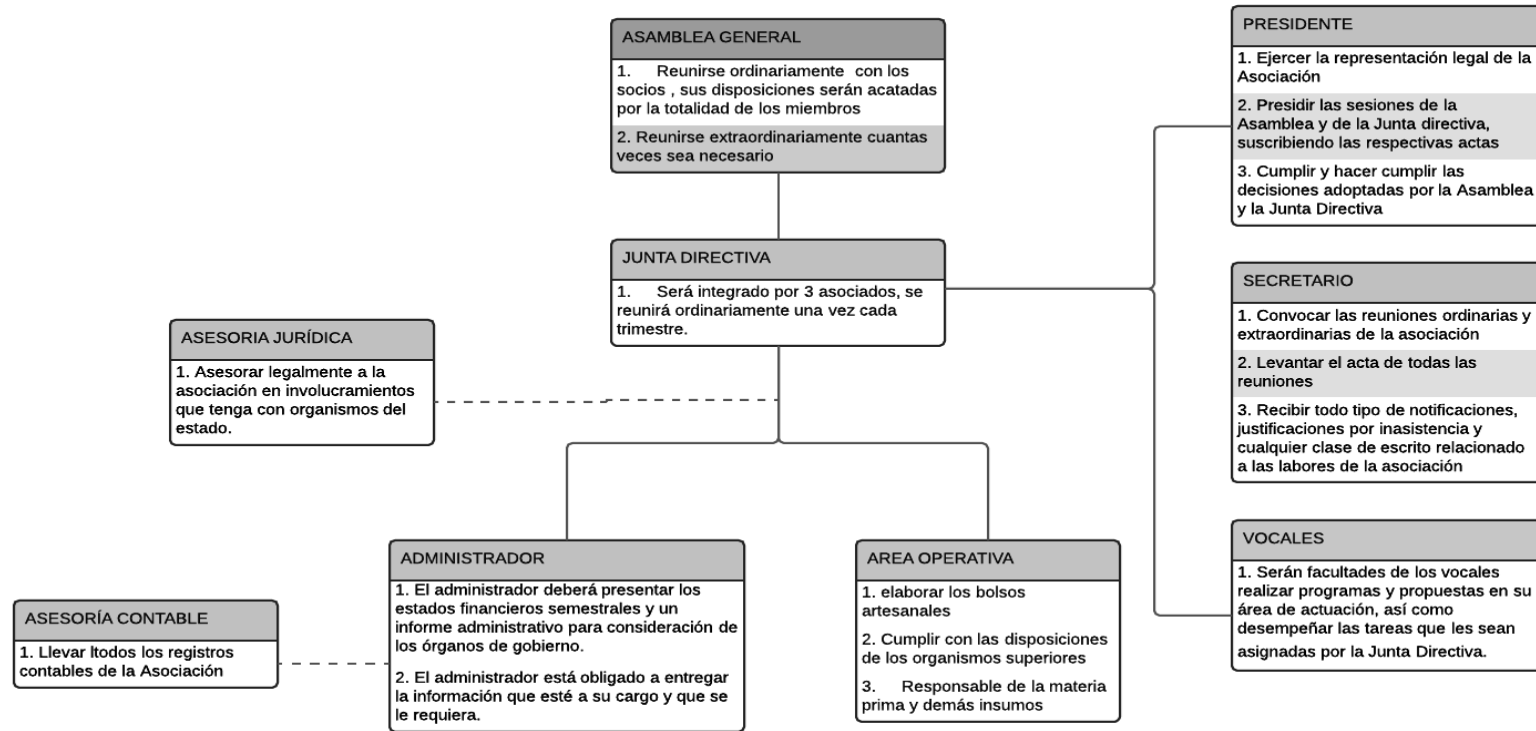 ASAMBLEA GENERAL
1. Reunirse ordinariamente con los
socios , sus disposiciones serán acatadas
por la totalidad de los miembros
2. Reunirse extraordinariamente cuantas
veces sea necesario
PRESIDENTE
1. Ejercer la representación legal de la
Asociación
2. Presidir las sesiones de la
Asamblea y de la Junta directiva,
suscribiendo las respectivas actas
3. Cumplir y hacer cumplir las
decisiones adoptadas por la Asamblea
y la Junta Directiva
JUNTA DIRECTIVA
1. Será integrado por 3 asociados, se
reunirá ordinariamente una vez cada
trimestre.
SECRETARIO
1. Convocar las reuniones ordinarias y
extraordinarias de la asociación
2. Levantar el acta de todas las
reuniones
3. Recibir todo tipo de notificaciones,
justificaciones por inasistencia y
cualquier clase de escrito relacionado
a las labores de la asociación
ASESORIA JURÍDICA
1. Asesorar legalmente a la
asociación en involucramientos
que tenga con organismos del
estado.
VOCALES
1. Serán facultades de los vocales
realizar programas y propuestas en su
área de actuación, así como
desempeñar las tareas que les sean
asignadas por la Junta Directiva.
ADMINISTRADOR
1. El administrador deberá presentar los
estados financieros semestrales y un
informe administrativo para consideración de
los órganos de gobierno.
2. El administrador está obligado a entregar
la información que esté a su cargo y que se
le requiera.
AREA OPERATIVA
1. elaborar los bolsos
artesanales
2. Cumplir con las disposiciones
de los organismos superiores
3. Responsable de la materia
prima y demás insumos
ASESORÍA CONTABLE
1. Llevar ltodos los registros
contables de la Asociación